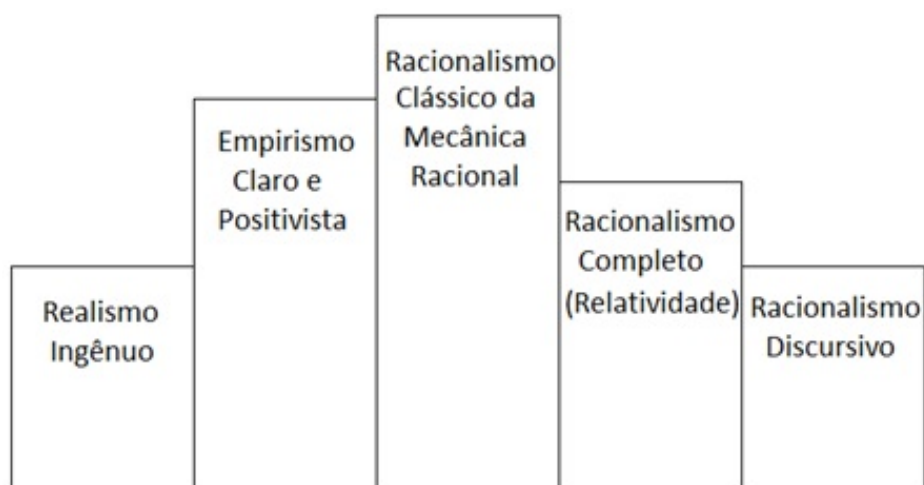 Realismo
Ingênuo
Empirismo
Claro e
Positivista
Racionalismo
Clássico da
Mecânica
Racional
Racionalismo
Completo
(Relatividade)
Racionalismo
Discursivo